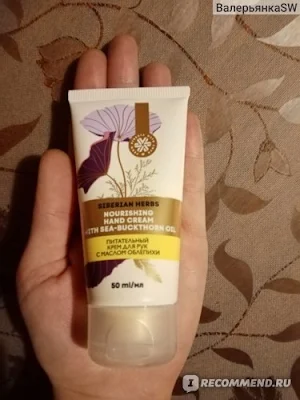 ВалерьянкаSW
SIBERIAN HERBS
NOURISHING
HAND CREAM
WITH SEA-BUCKTHORN OIL
ПИТАТЕЛЬНЫЙ
КРЕМ ДЛЯ РУК
С МАСЛОМ ОБЛЕПИХИ
50 ml/мл
IRECOMMEND.RU